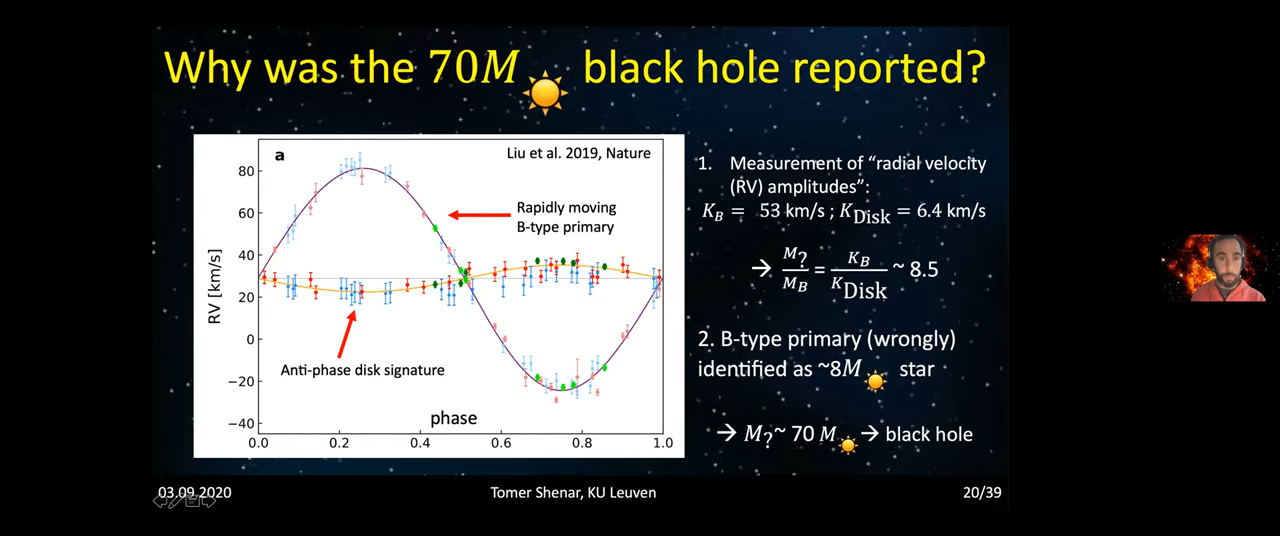 Why was the 70M☀ black hole reported?
a
Liu et al. 2019, Nature
Rapidly moving
B-type primary
Anti-phase disk signature
RV [km/s]
80
60
40
20
0
−20
−40
phase
0.0 0.2 0.4 0.6 0.8 1.0
1. Measurement of “radial velocity
(RV) amplitudes”:
K_B = 53 km/s ; K_Disk = 6.4 km/s
→ M_?/M_B = K_B/K_Disk ~ 8.5
2. B-type primary (wrongly)
identified as ~8M☀ star
→ M_? ~ 70 M☀ → black hole
03.09.2020
Tomer Shenar, KU Leuven
20/39